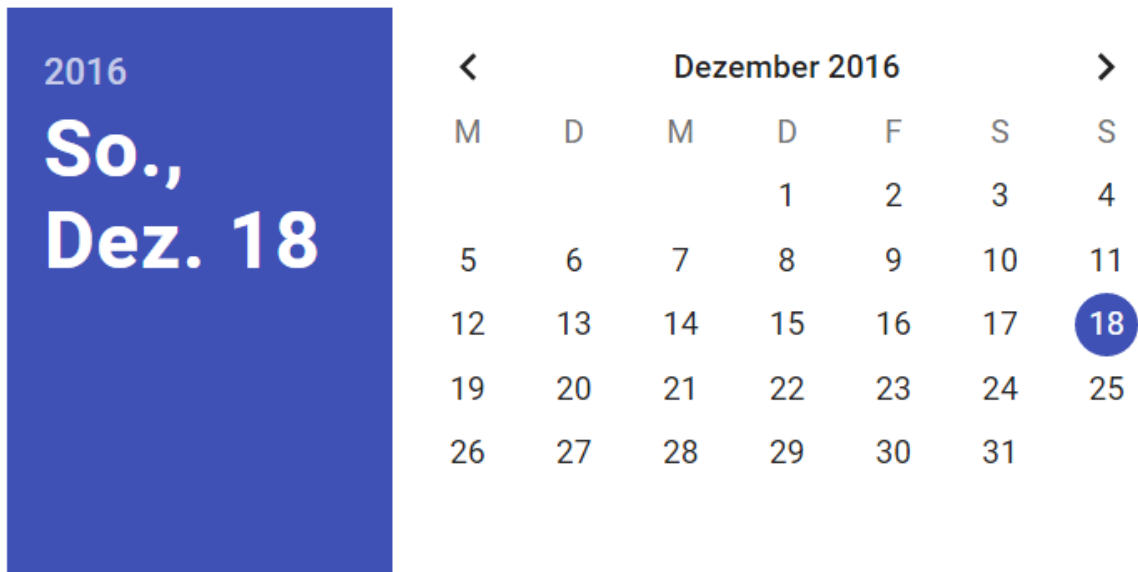 2016
So.,
Dez. 18
Dezember 2016
M D M D F S S
1 2 3 4
5 6 7 8 9 10 11
12 13 14 15 16 17 18
19 20 21 22 23 24 25
26 27 28 29 30 31